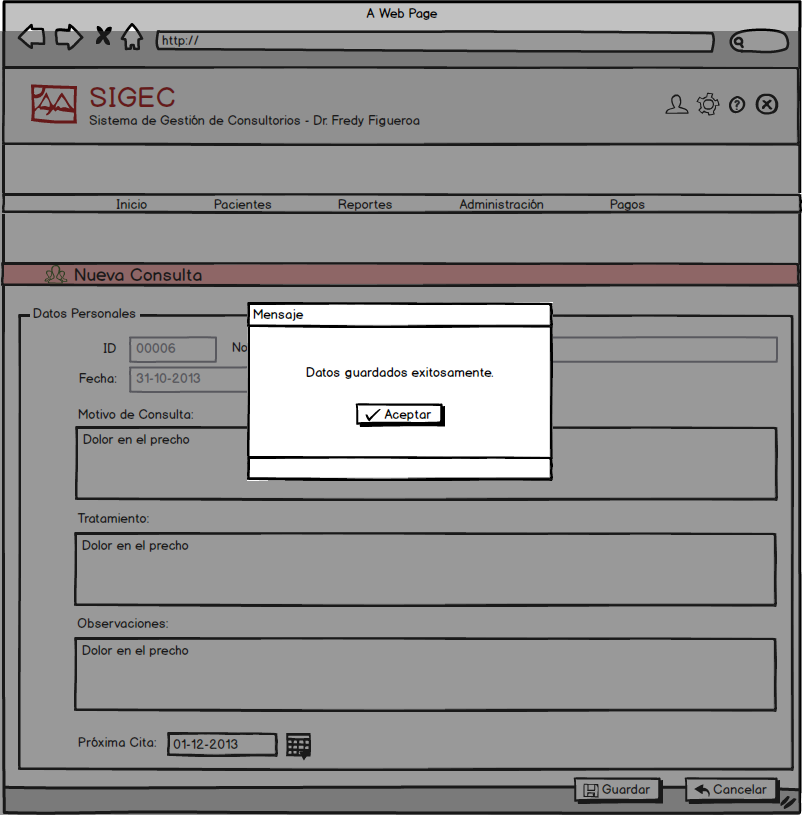 A Web Page
http://
SIGEC
Sistema de Gestión de Consultorios - Dr. Fredy Figueroa
Inicio Pacientes Reportes Administración Pagos
Nueva Consulta
Datos Personales
Mensaje
ID 00006 No
Fecha: 31-10-2013
Datos guardados exitosamente.
Aceptar
Motivo de Consulta:
Dolor en el precho
Tratamiento:
Dolor en el precho
Observaciones:
Dolor en el precho
Próxima Cita: 01-12-2013
Guardar Cancelar